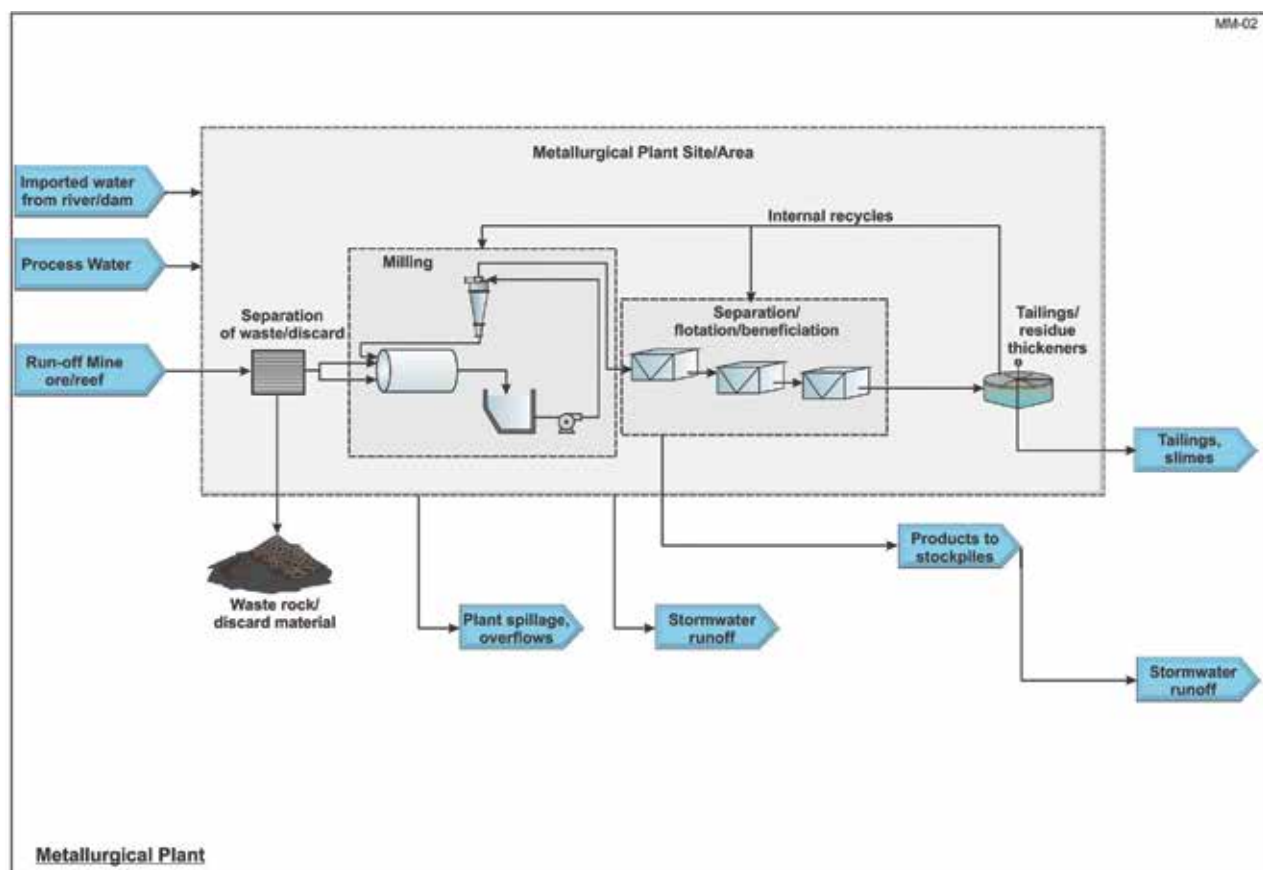 MM-02
Metallurgical Plant Site/Area
Imported water
from river/dam
Internal recycles
Process Water
Milling
Separation
of waste/discard
Separation/
flotation/beneficiation
Tailings/
residue
thickeners
Run-off Mine
ore/reef
Tailings,
slimes
Products to
stockpiles
Waste rock/
discard material
Plant spillage,
overflows
Stormwater
runoff
Stormwater
runoff
Metallurgical Plant